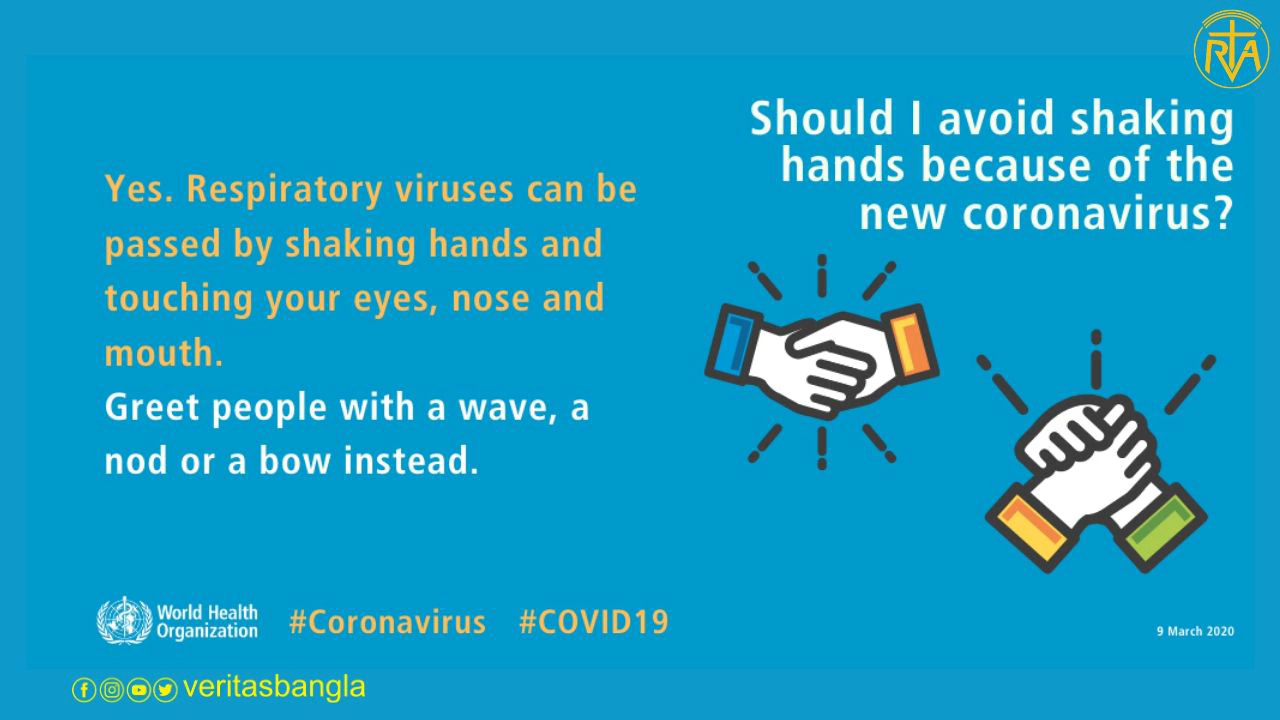 RVA
Should I avoid shaking
hands because of the
new coronavirus?
Yes. Respiratory viruses can be
passed by shaking hands and
touching your eyes, nose and
mouth.
Greet people with a wave, a
nod or a bow instead.
World Health
Organization
#Coronavirus #COVID19
9 March 2020
veritasbangla